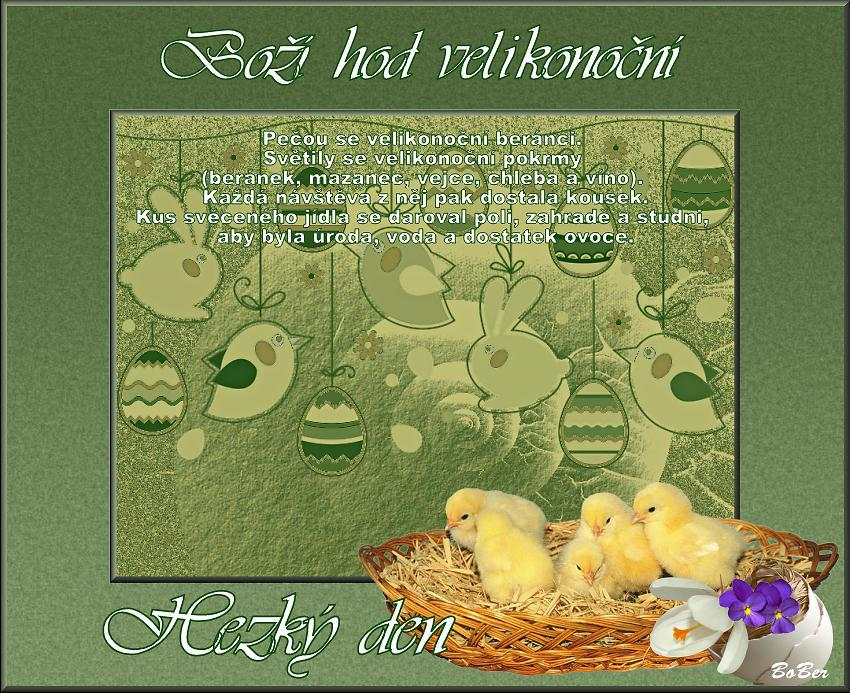 Boží hod velikonoční
Pečou se velikonoční beránci.
Světily se velikonoční pokrmy
(beránek, mazanec, vejce, chleba a víno).
Každá návštěva z něj pak dostala kousek.
Kus svěceného jídla se daroval poli, zahradě a studni,
aby byla úroda, voda a dostatek ovoce.
Hezký den
BoBer